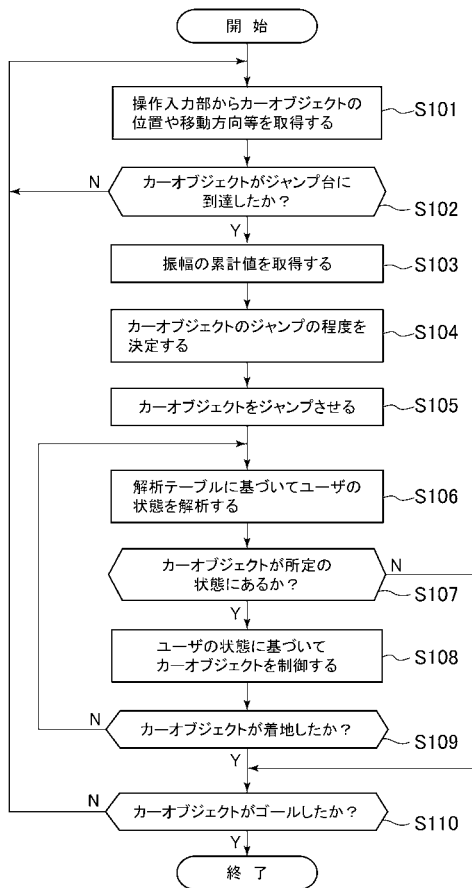 開 始
操作入力部からカーオブジェクトの
位置や移動方向等を取得する
S101
カーオブジェクトがジャンプ台に
到達したか？
N
S102
Y
振幅の累計値を取得する
S103
カーオブジェクトのジャンプの程度を
決定する
S104
カーオブジェクトをジャンプさせる
S105
解析テーブルに基づいてユーザの
状態を解析する
S106
カーオブジェクトが所定の
状態にあるか？
N
S107
Y
ユーザの状態に基づいて
カーオブジェクトを制御する
S108
N
カーオブジェクトが着地したか？
S109
Y
N
カーオブジェクトがゴールしたか？
S110
Y
終 了